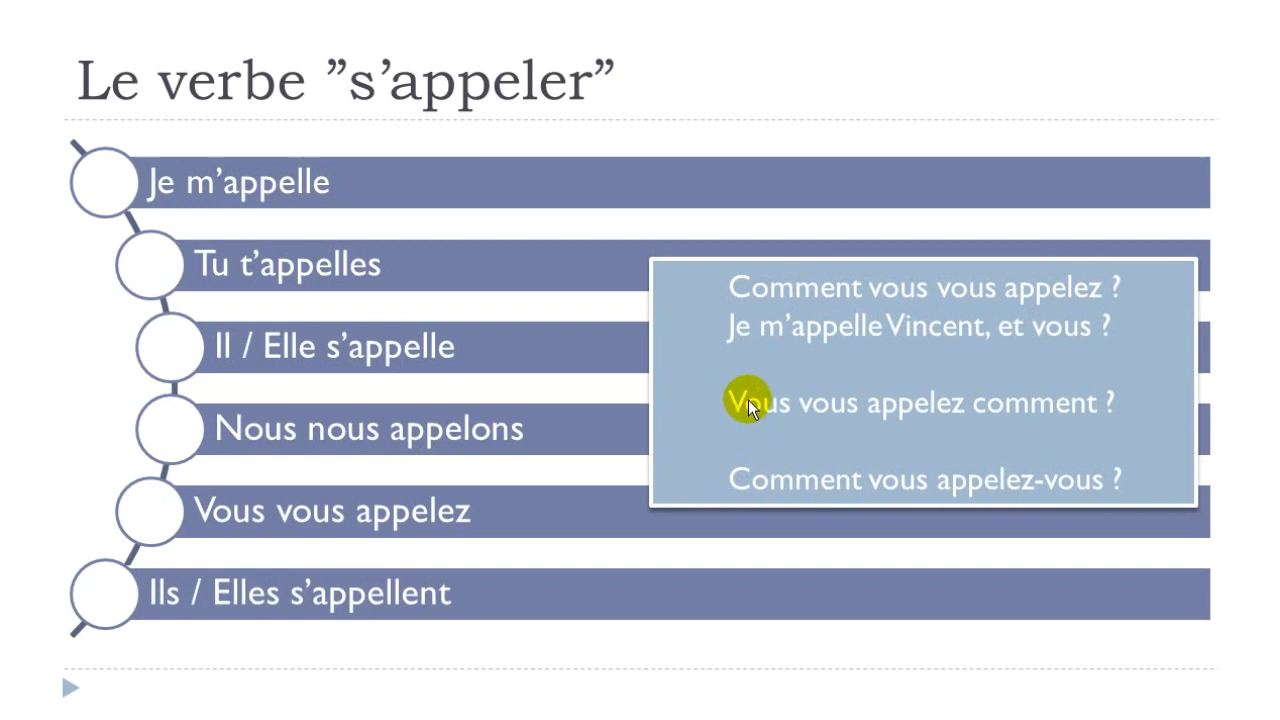 Le verbe ”s’appeler”
Je m’appelle
Tu t’appelles
Il / Elle s’appelle
Nous nous appelons
Vous vous appelez
Ils / Elles s’appellent
Comment vous vous appelez ?
Je m’appelle Vincent, et vous ?
Vous vous appelez comment ?
Comment vous appelez-vous ?